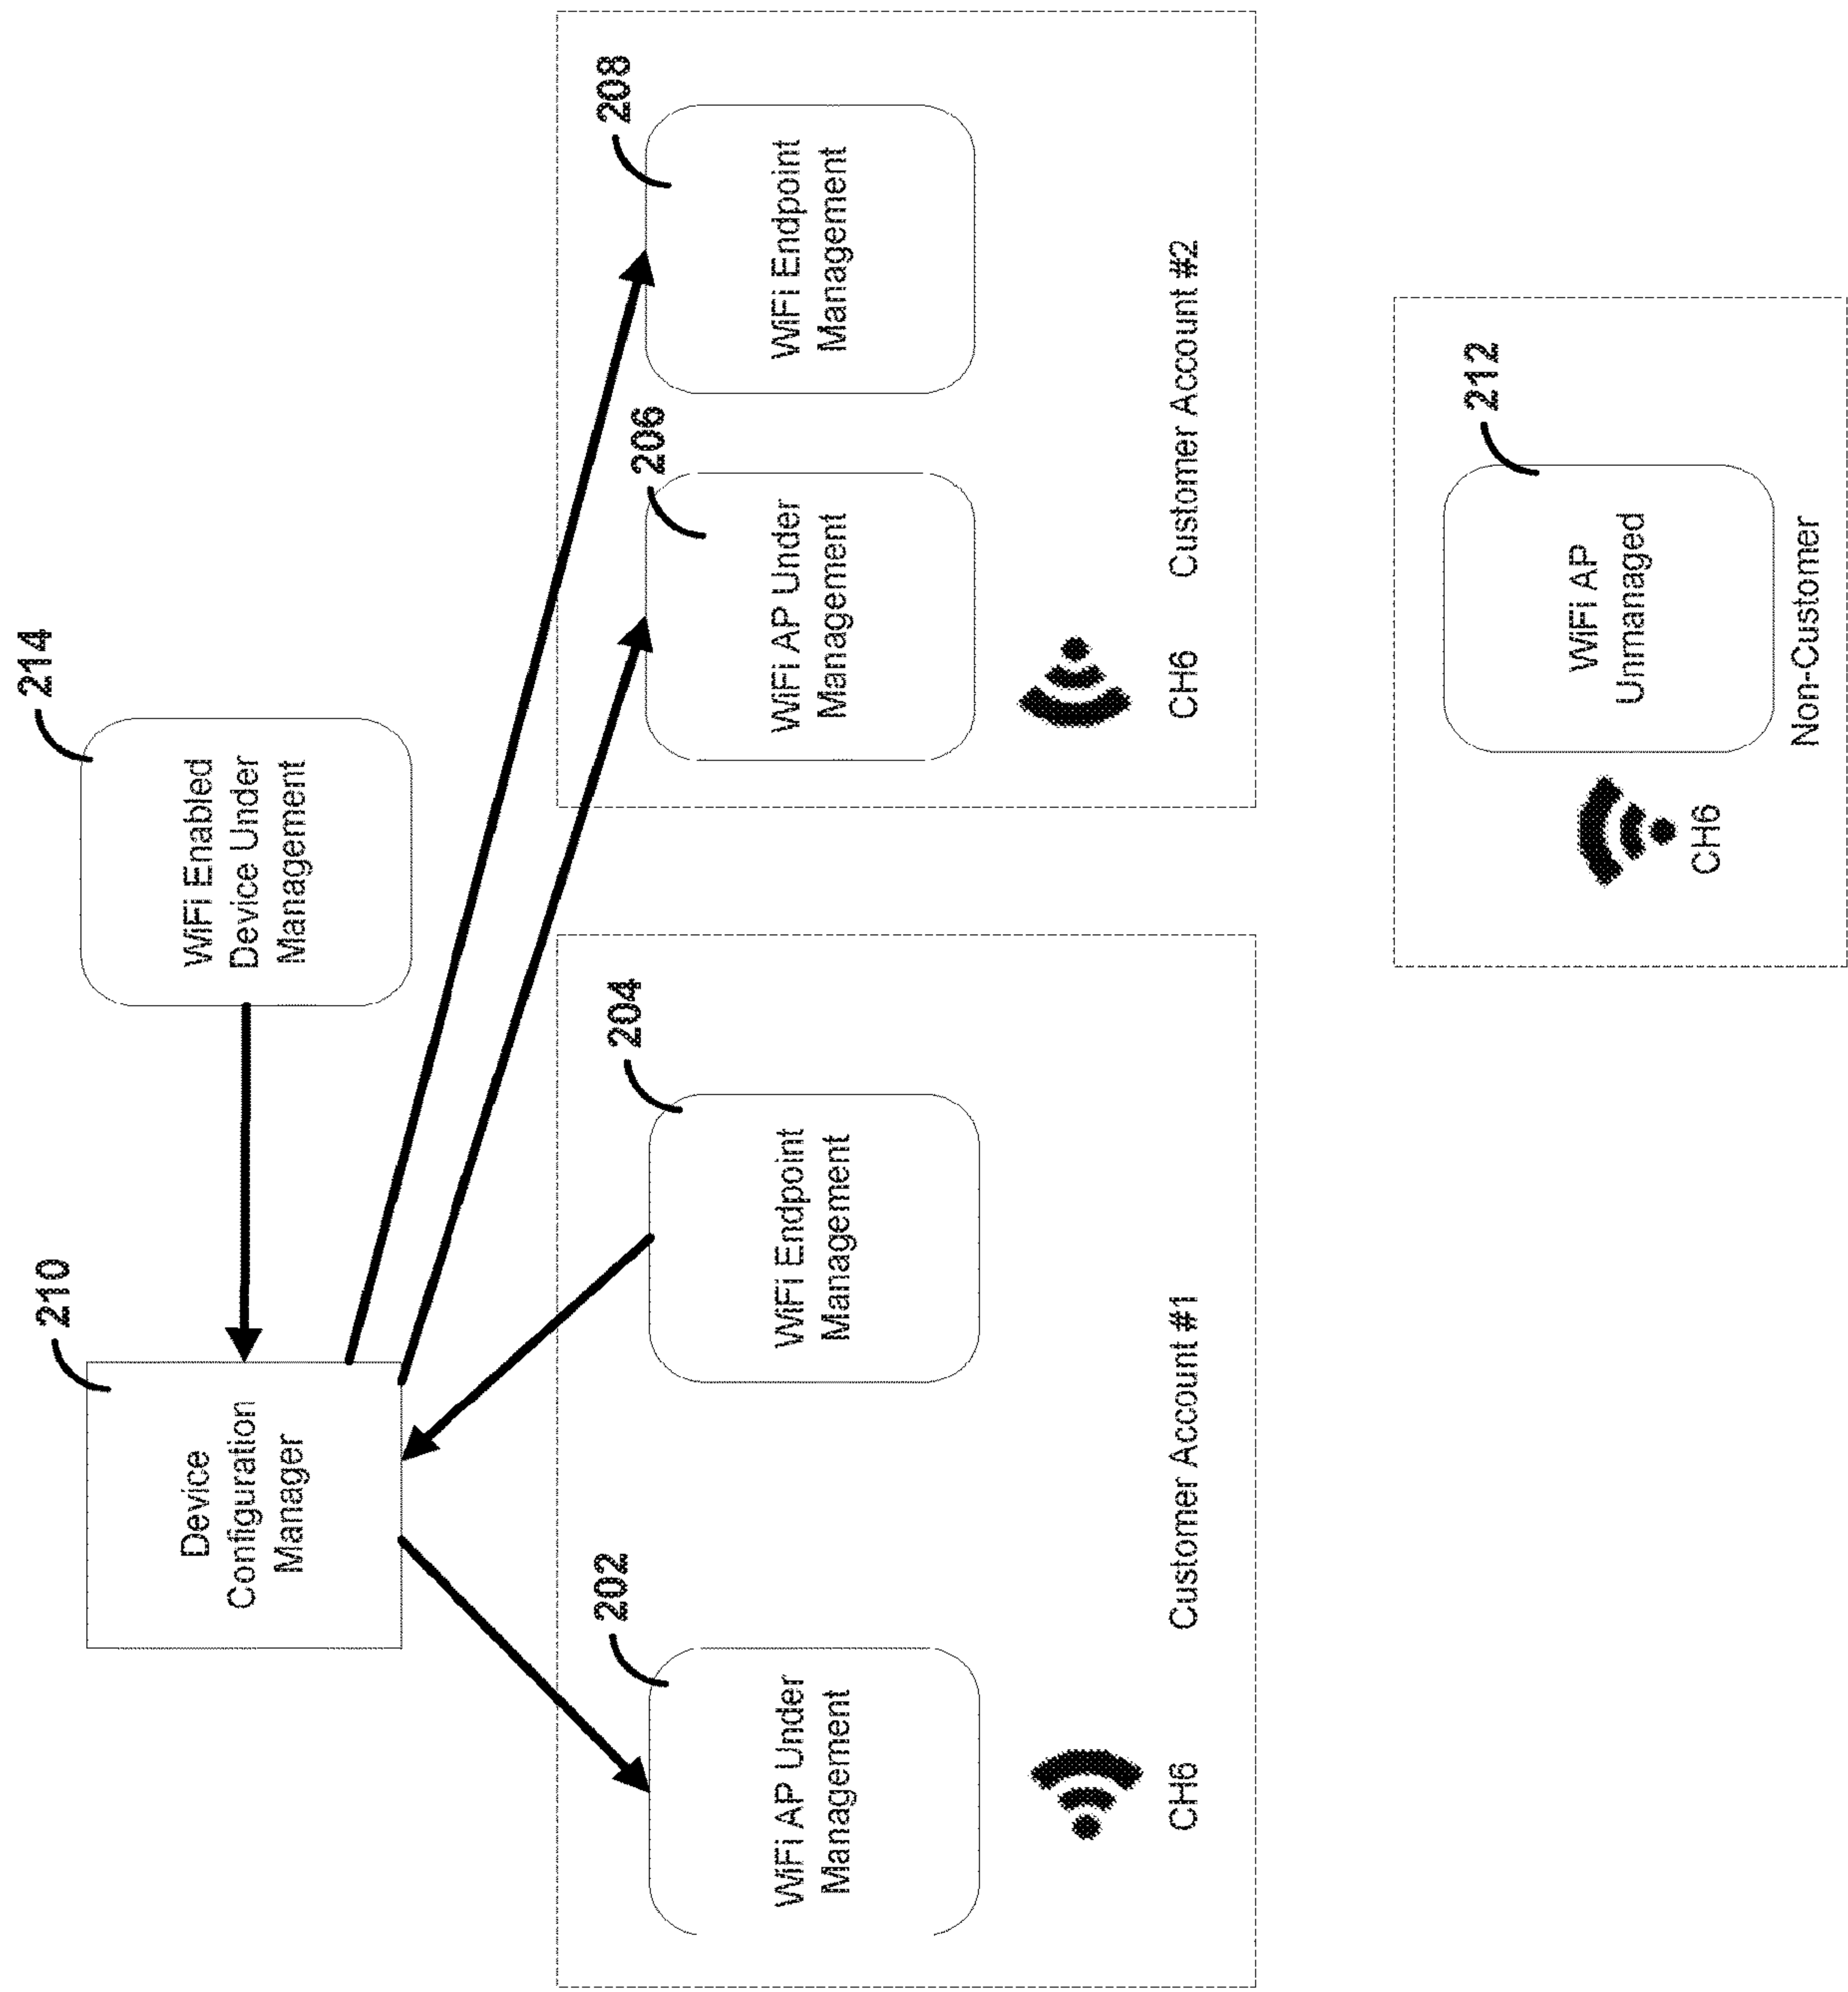 210
Device
Configuration
Manager
214
WiFi Enabled
Device Under
Management
202
WiFi AP Under
Management
CH6
204
WiFi Endpoint
Management
Customer Account #1
206
WiFi AP Under
Management
CH6
208
WiFi Endpoint
Management
Customer Account #2
212
WiFi AP
Unmanaged
CH6
Non-Customer